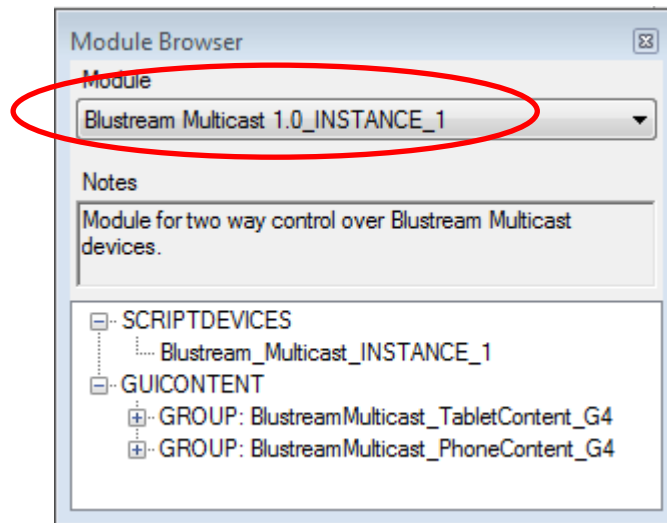 Module Browser
Module
Blustream Multicast 1.0_INSTANCE_1
Notes
Module for two way control over Blustream Multicast
devices.
SCRIPTDEVICES
Blustream_Multicast_INSTANCE_1
GUICONTENT
GROUP: BlustreamMulticast_TabletContent_G4
GROUP: BlustreamMulticast_PhoneContent_G4